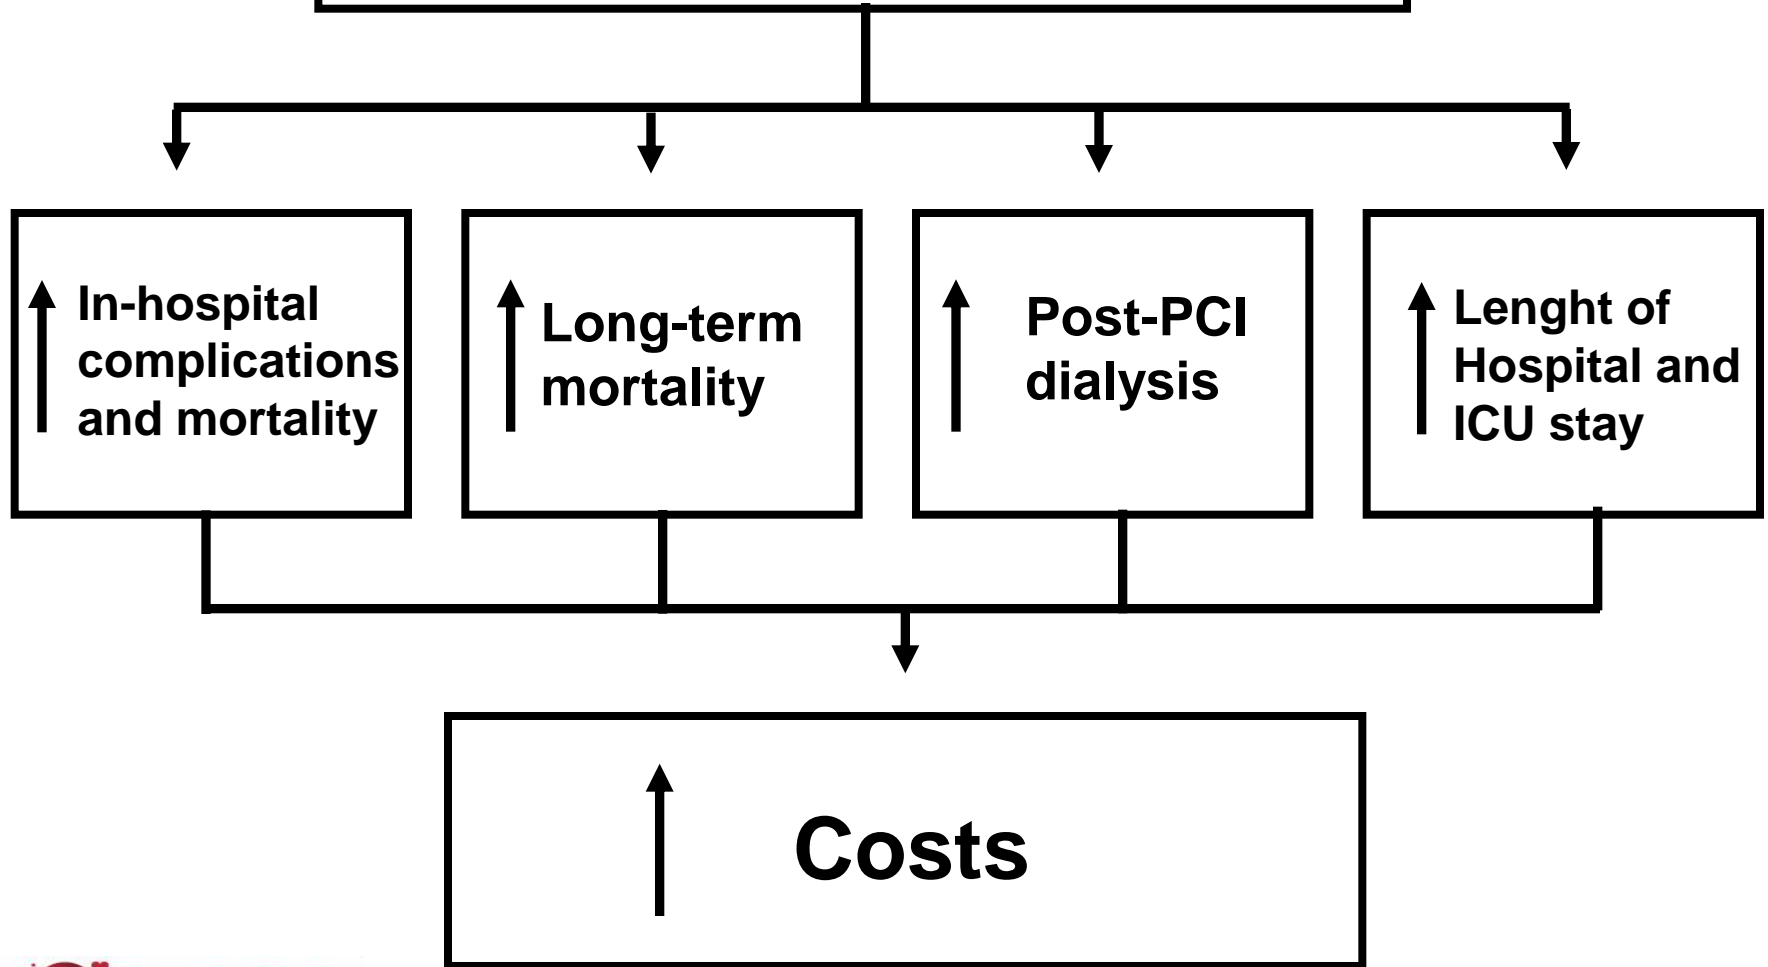 In-hospital
complications
and mortality
Long-term
mortality
Post-PCI
dialysis
Lenght of
Hospital and
ICU stay
Costs